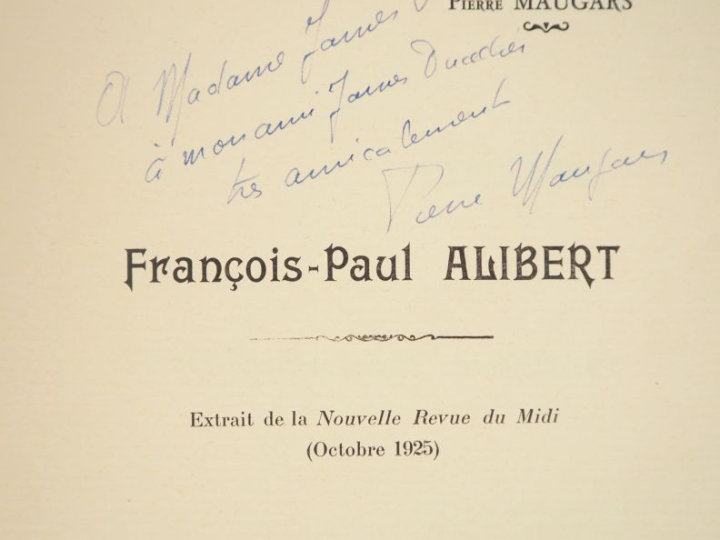 Pierre MAUGARS
A Madame James
à mon ami James
très amicalement
Pierre Maugars
François-Paul ALIBERT
Extrait de la Nouvelle Revue du Midi
(Octobre 1925)